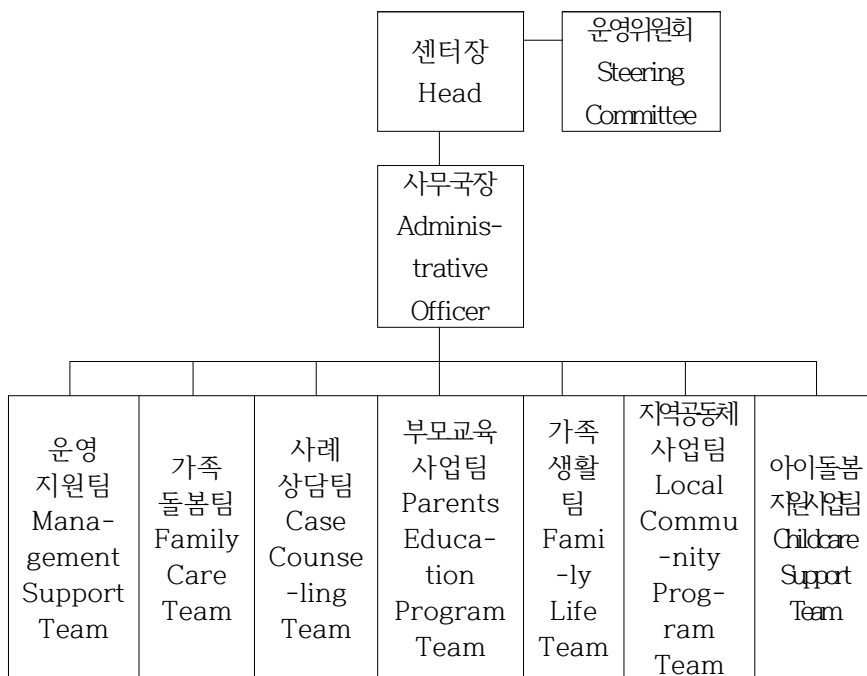 센터장
Head
운영위원회
Steering
Committee
사무국장
Adminis-
trative
Officer
운영
지원팀
Mana-
gement
Support
Team
가족
돌봄팀
Family
Care
Team
사례
상담팀
Case
Counse
-ling
Team
부모교육
사업팀
Parents
Educa-
tion
Program
Team
가족
생활
팀
Fami
-ly
Life
Team
지역공동체
사업팀
Local
Commu
-nity
Prog-
ram
Team
아이돌봄
지원사업팀
Childcare
Support
Team